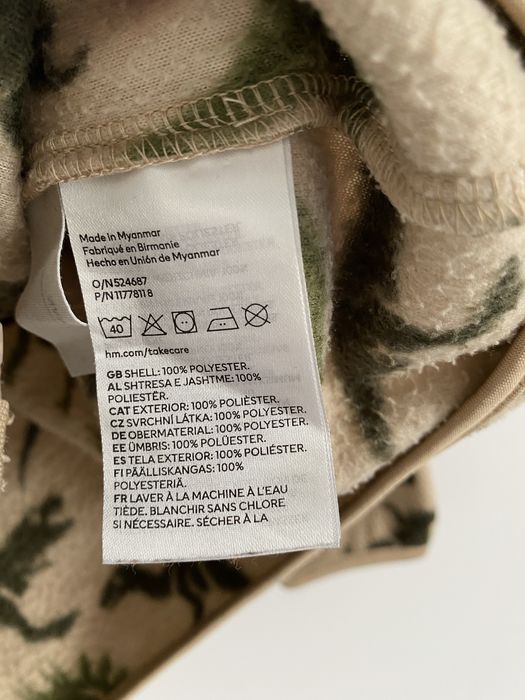 Made in Myanmar
Fabriqué en Birmanie
Hecho en Unión de Myanmar
O/N 524687
P/N 1177811 8
40
hm.com/takecare
GB SHELL: 100% POLYESTER.
AL SHTRESA E JASHTME: 100%
POLIESTËR.
CAT EXTERIOR: 100% POLIÈSTER.
CZ SVRCHNÍ LÁTKA: 100% POLYESTER.
DE OBERMATERIAL: 100% POLYESTER.
EE ÜMBRIS: 100% POLÜESTER.
ES TELA EXTERIOR: 100% POLIÉSTER.
FI PÄÄLLISKANGAS: 100%
POLYESTERIÄ.
FR LAVER À LA MACHINE À L'EAU
TIÈDE. BLANCHIR SANS CHLORE
SI NÉCESSAIRE. SÉCHER À LA